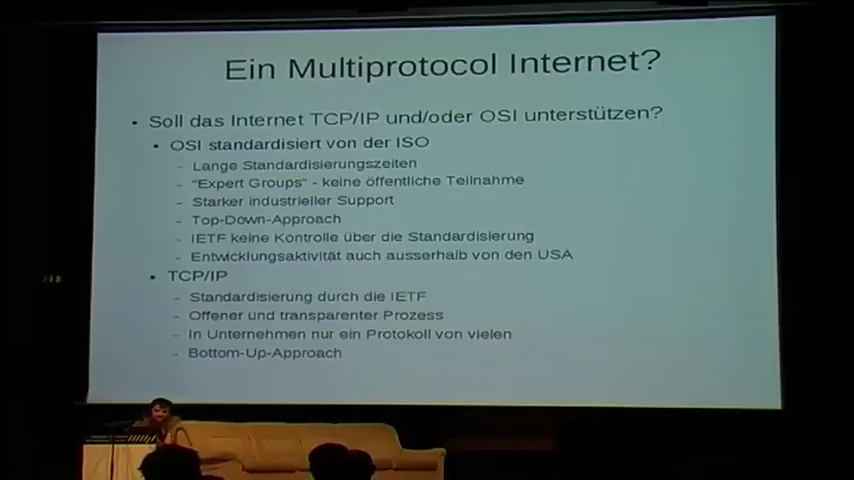 Ein Multiprotocol Internet?
• Soll das Internet TCP/IP und/oder OSI unterstützen?
• OSI standardisiert von der ISO
– Lange Standardisierungszeiten
– "Expert Groups" - keine öffentliche Teilnahme
– Starker industrieller Support
– Top-Down-Approach
– IETF keine Kontrolle über die Standardisierung
– Entwicklungsaktivität auch ausserhalb von den USA
• TCP/IP
– Standardisierung durch die IETF
– Offener und transparenter Prozess
– In Unternehmen nur ein Protokoll von vielen
– Bottom-Up-Approach